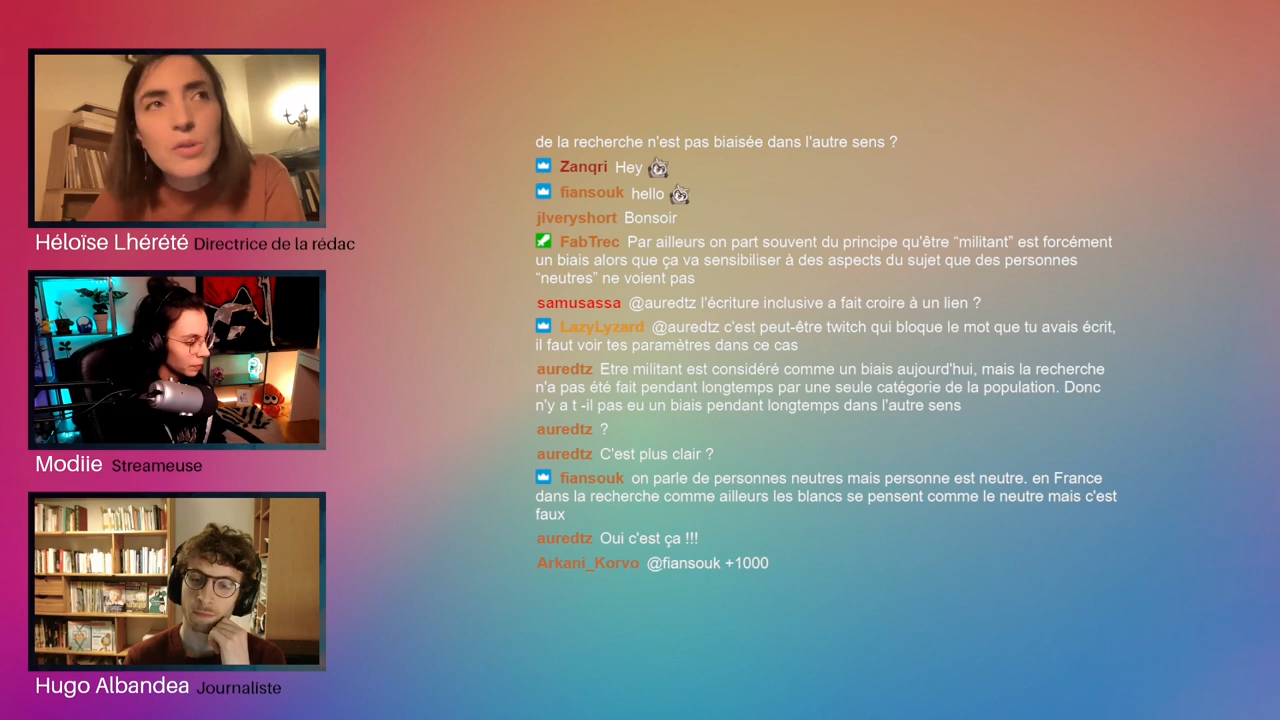 Héloïse Lhérété Directrice de la rédac
Modiie Streameuse
Hugo Albandea Journaliste
de la recherche n'est pas biaisée dans l'autre sens ?
Zanqri Hey
fiansouk hello
jlveryshort Bonsoir
FabTrec Par ailleurs on part souvent du principe qu'être “militant” est forcément
un biais alors que ça va sensibiliser à des aspects du sujet que des personnes
“neutres” ne voient pas
samusassa @auredtz l'écriture inclusive a fait croire à un lien ?
LazyLyzard @auredtz c'est peut-être twitch qui bloque le mot que tu avais écrit,
il faut voir tes paramètres dans ce cas
auredtz Etre militant est considéré comme un biais aujourd'hui, mais la recherche
n'a pas été fait pendant longtemps par une seule catégorie de la population. Donc
n'y a t -il pas eu un biais pendant longtemps dans l'autre sens
auredtz ?
auredtz C'est plus clair ?
fiansouk on parle de personnes neutres mais personne est neutre. en France
dans la recherche comme ailleurs les blancs se pensent comme le neutre mais c'est
faux
auredtz Oui c'est ça !!!
Arkani_Korvo @fiansouk +1000